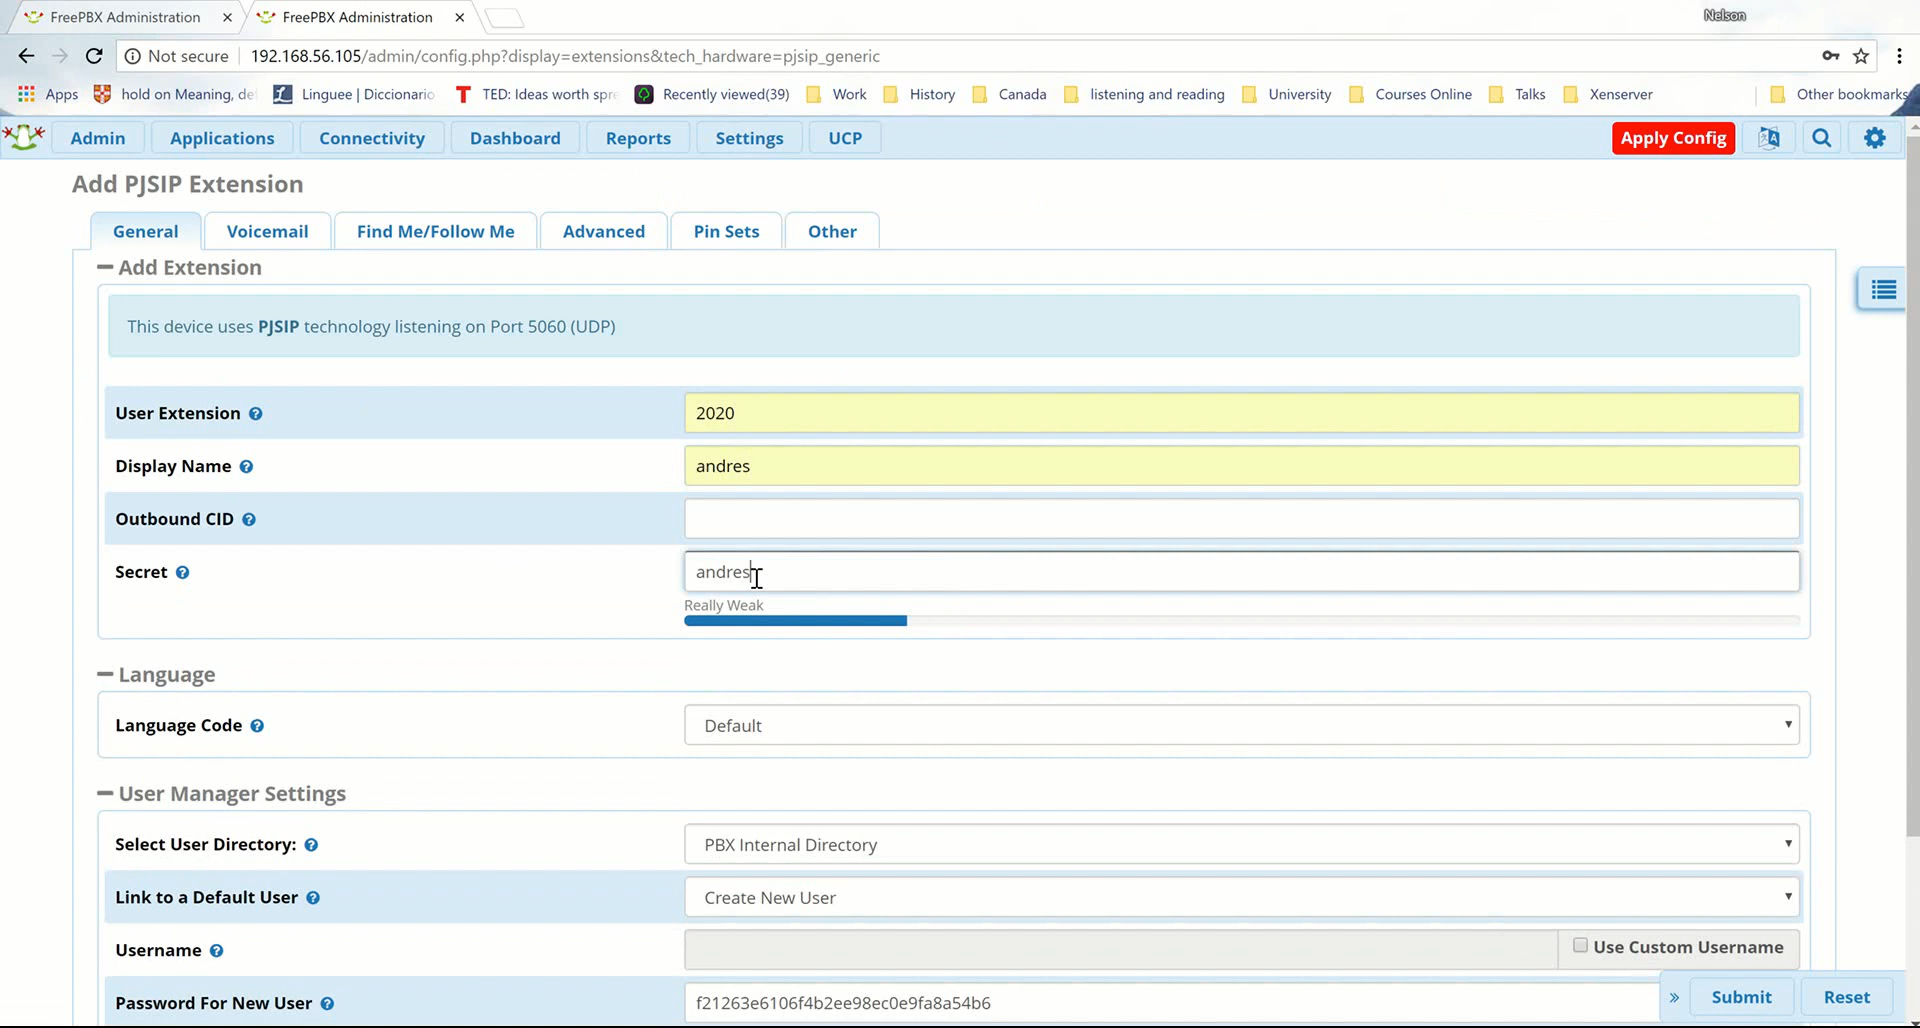 FreePBX Administration
FreePBX Administration
Nelson
Not secure 192.168.56.105/admin/config.php?display=extensions&tech_hardware=pjsip_generic
Apps hold on Meaning, de Linguee | Diccionario TED: Ideas worth spre Recently viewed(39) Work History Canada listening and reading University Courses Online Talks Xenserver Other bookmarks
Admin Applications Connectivity Dashboard Reports Settings UCP Apply Config
Add PJSIP Extension
General Voicemail Find Me/Follow Me Advanced Pin Sets Other
Add Extension
This device uses PJSIP technology listening on Port 5060 (UDP)
User Extension 2020
Display Name andres
Outbound CID
Secret andres
Really Weak
Language
Language Code Default
User Manager Settings
Select User Directory: PBX Internal Directory
Link to a Default User Create New User
Username Use Custom Username
Password For New User f21263e6106f4b2ee98ec0e9fa8a54b6
» Submit Reset